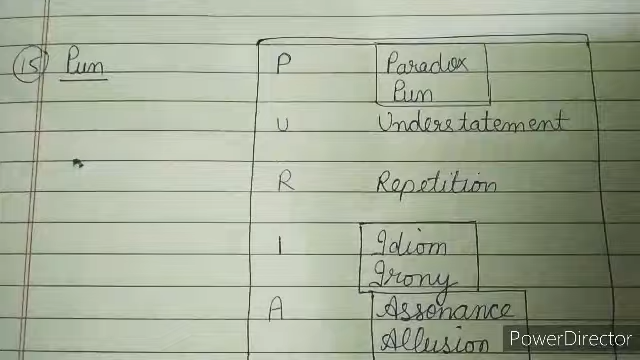 15 Pun
P Paradox
Pun
U Understatement
R Repetition
I Idiom
Irony
A Assonance
Allusion
PowerDirector